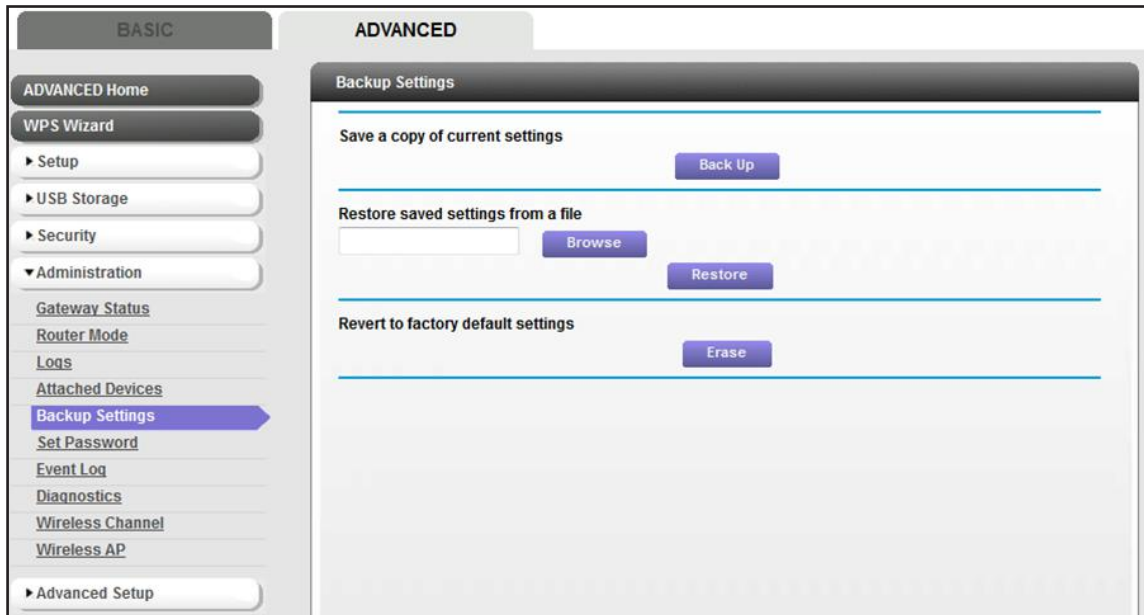 BASIC
ADVANCED
ADVANCED Home
WPS Wizard
Setup
USB Storage
Security
Administration
Gateway Status
Router Mode
Logs
Attached Devices
Backup Settings
Set Password
Event Log
Diagnostics
Wireless Channel
Wireless AP
Advanced Setup
Backup Settings
Save a copy of current settings
Back Up
Restore saved settings from a file
Browse
Restore
Revert to factory default settings
Erase